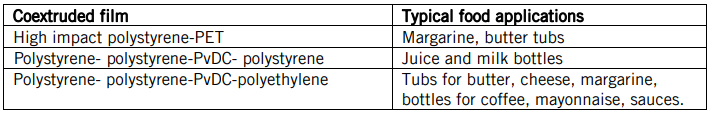 Coextruded film Typical food applications
High impact polystyrene-PET Margarine, butter tubs
Polystyrene- polystyrene-PvDC- polystyrene Juice and milk bottles
Polystyrene- polystyrene-PvDC-polyethylene Tubs for butter, cheese, margarine,
bottles for coffee, mayonnaise, sauces.